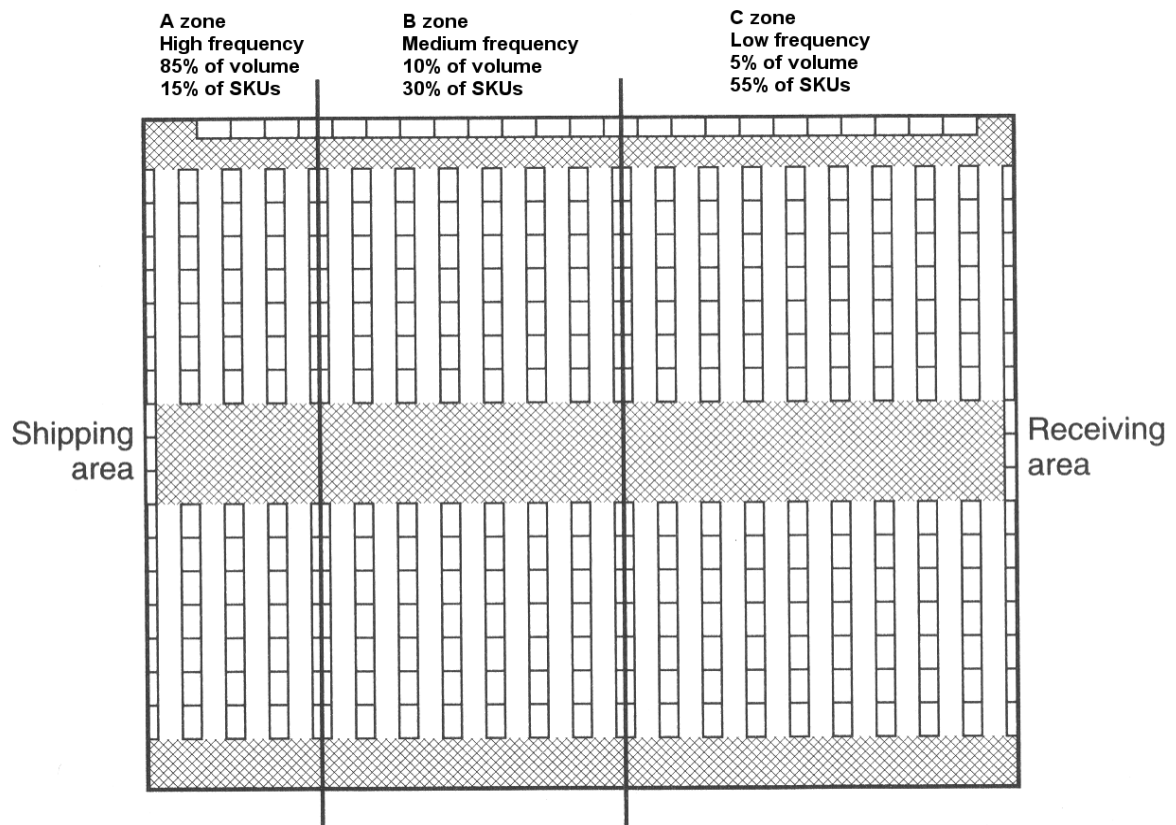 A zone
High frequency
85% of volume
15% of SKUs
B zone
Medium frequency
10% of volume
30% of SKUs
C zone
Low frequency
5% of volume
55% of SKUs
Shipping
area
Receiving
area